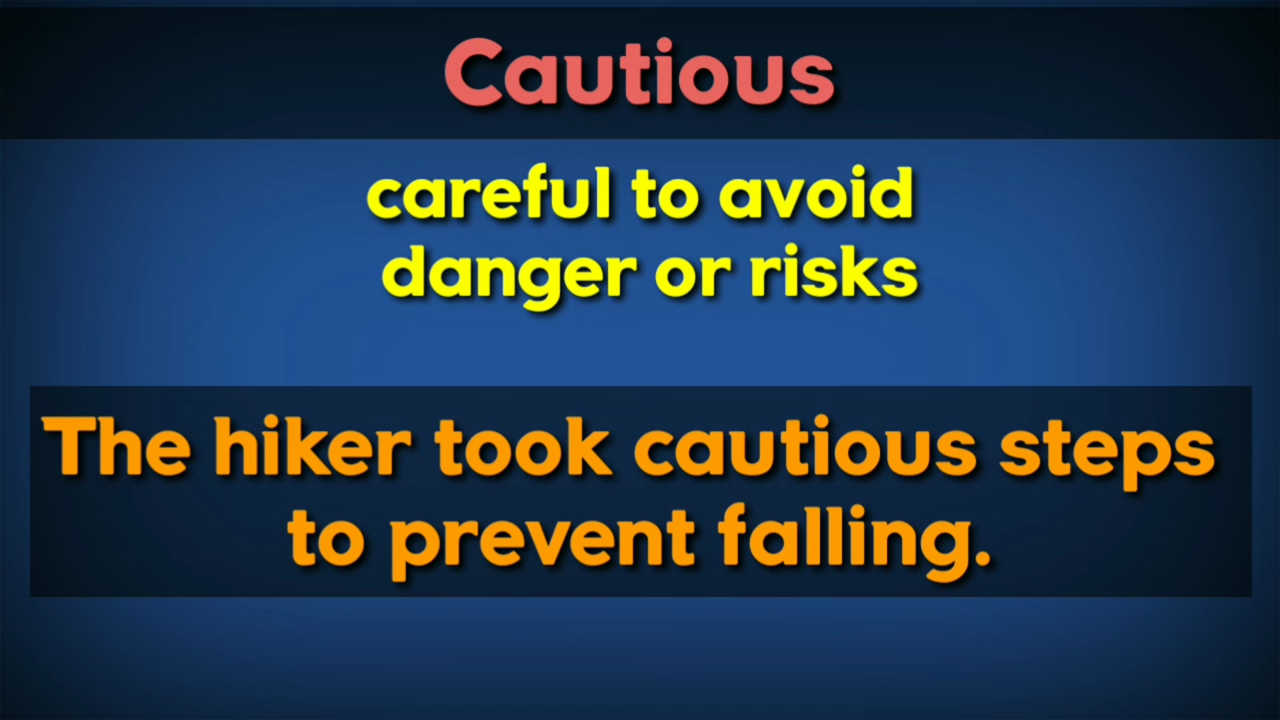 Cautious
careful to avoid
danger or risks
The hiker took cautious steps
to prevent falling.